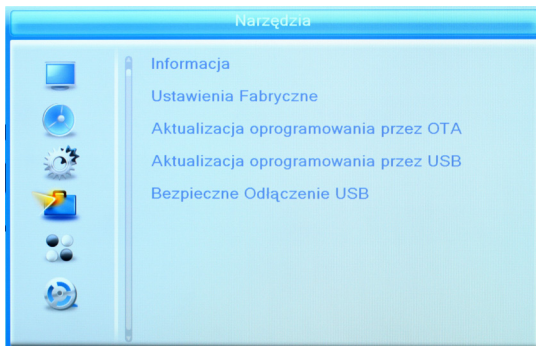 Narzędzia
Informacja
Ustawienia Fabryczne
Aktualizacja oprogramowania przez OTA
Aktualizacja oprogramowania przez USB
Bezpieczne Odłączenie USB